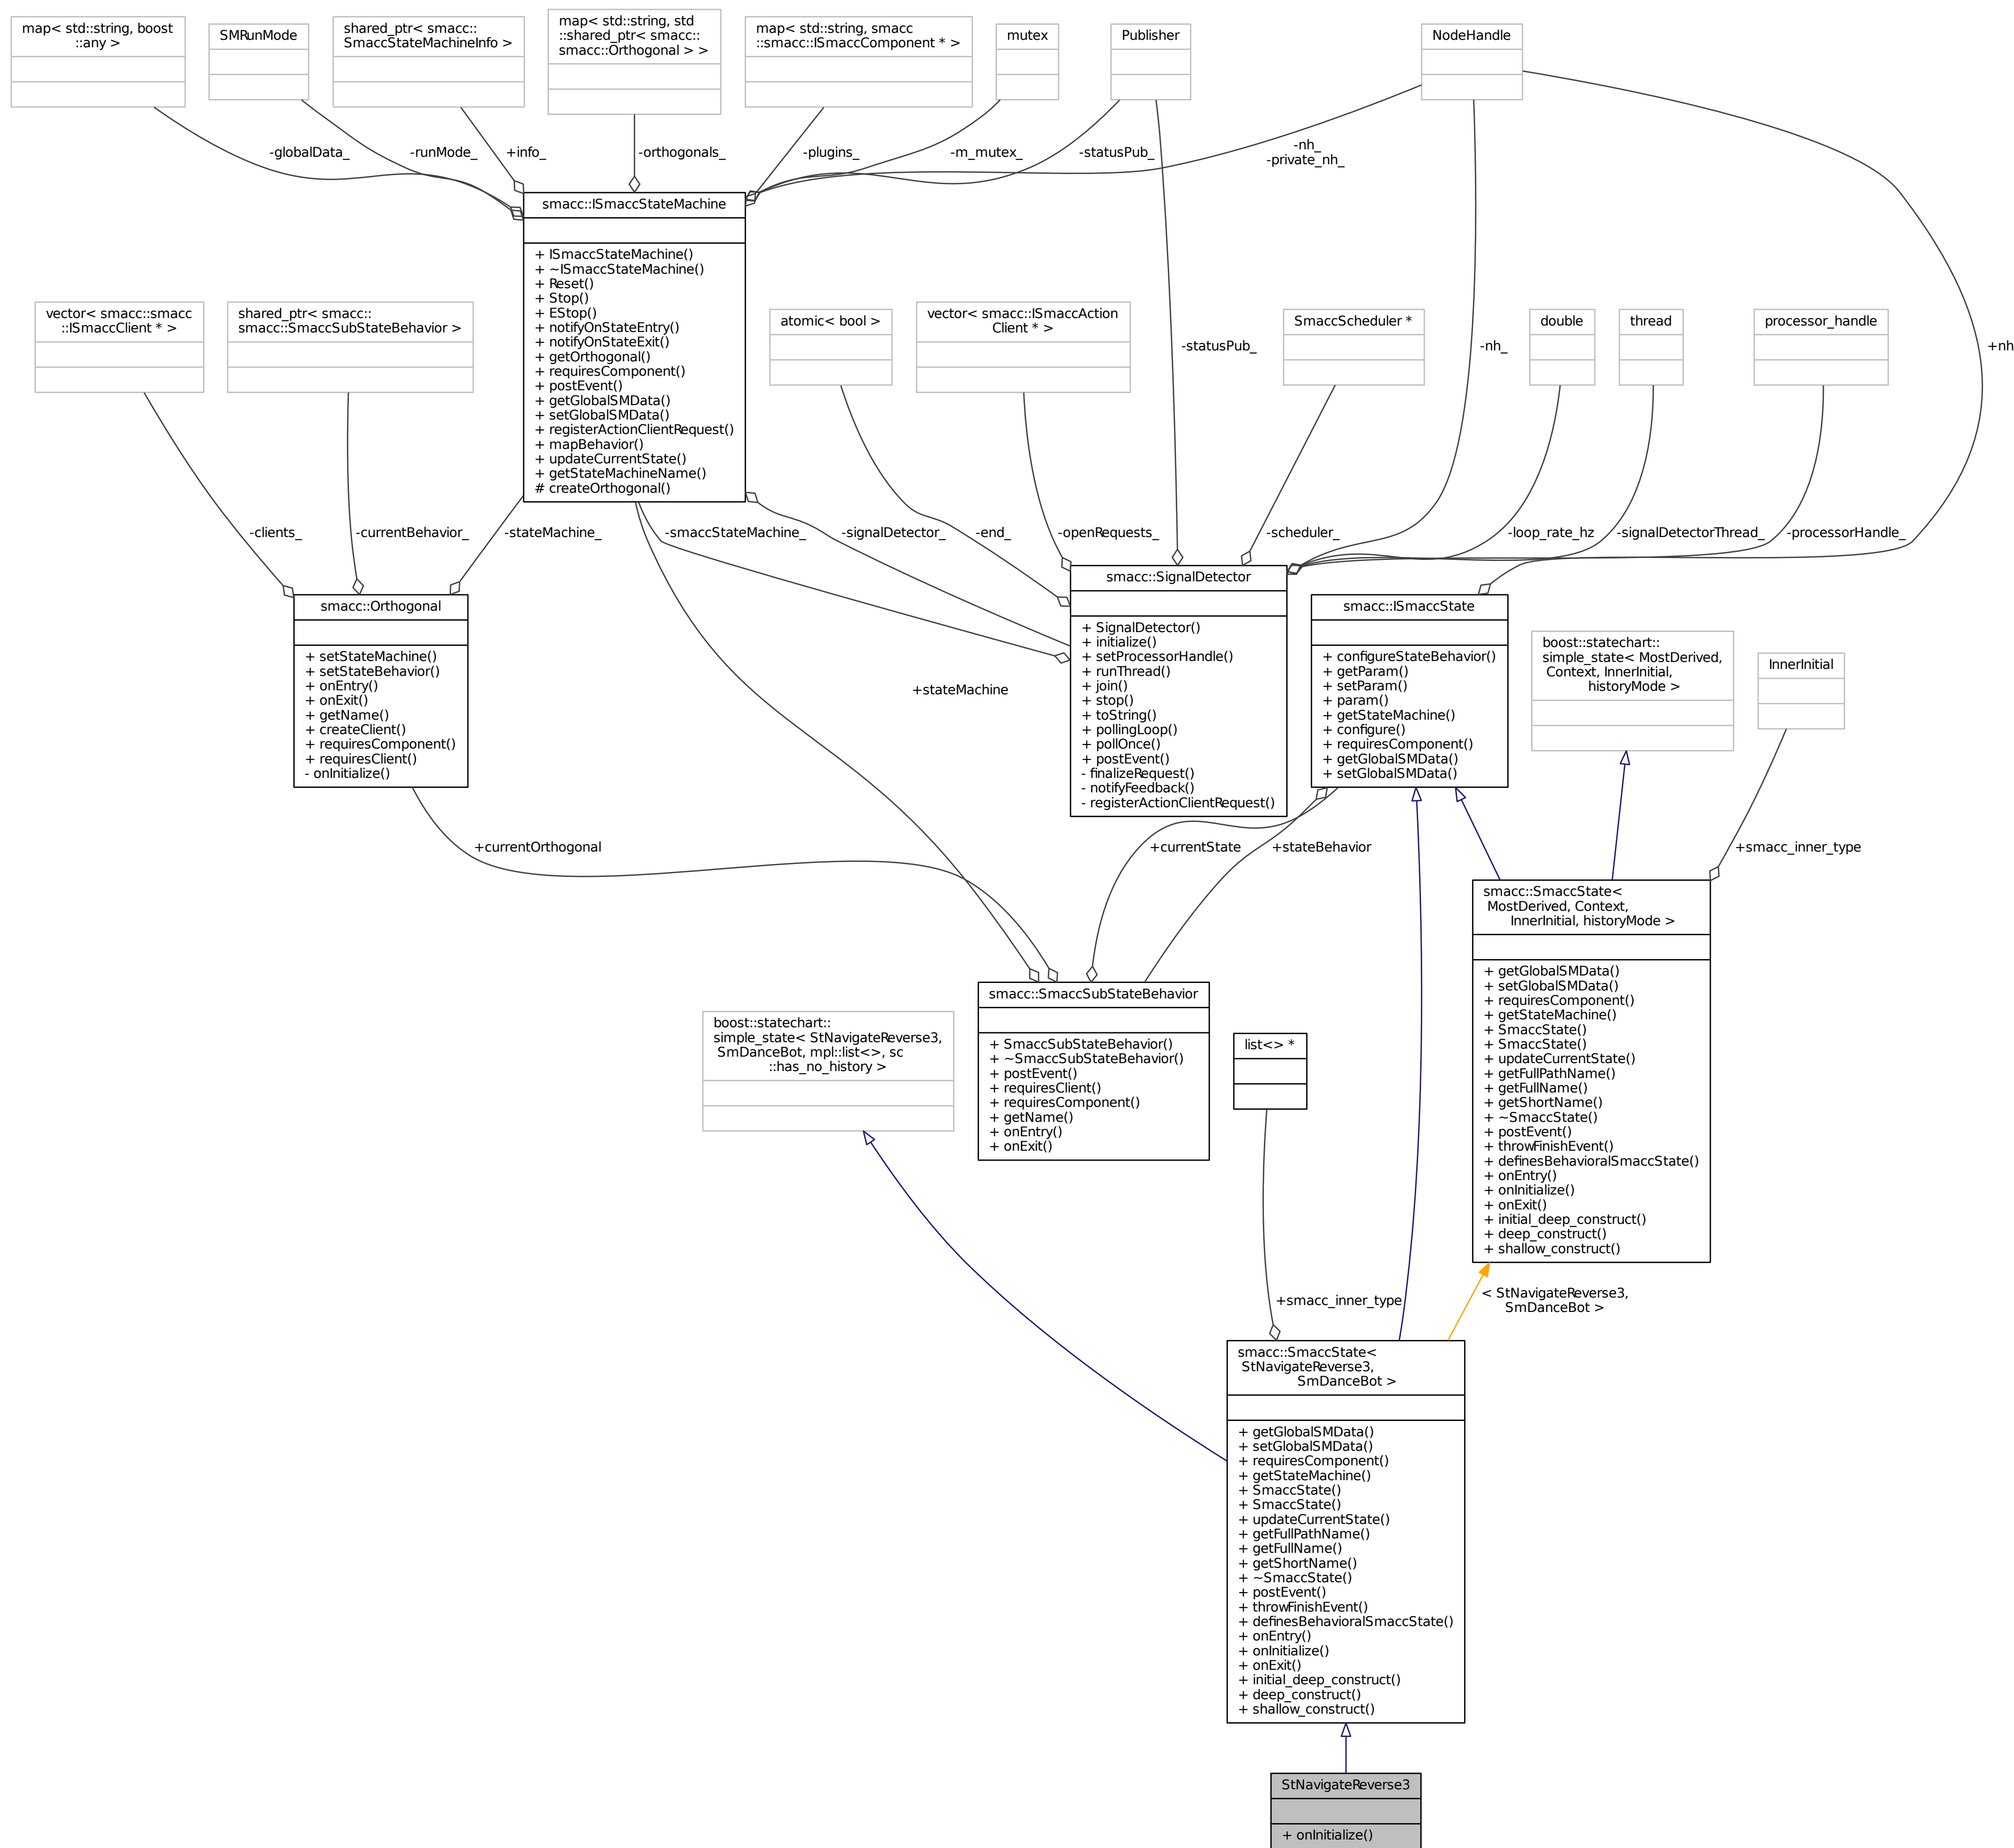 map< std::string, boost
::any >
SMRunMode
shared_ptr< smacc::
SmaccStateMachineInfo >
map< std::string, std
::shared_ptr< smacc::
smacc::Orthogonal > >
map< std::string, smacc
::smacc::ISmaccComponent * >
mutex
Publisher
NodeHandle
-globalData_
-runMode_
+info_
-orthogonals_
-plugins_
-m_mutex_
-statusPub_
-nh_
-private_nh_
smacc::ISmaccStateMachine
+ ISmaccStateMachine()
+ ~ISmaccStateMachine()
+ Reset()
+ Stop()
+ EStop()
+ notifyOnStateEntry()
+ notifyOnStateExit()
+ getOrthogonal()
+ requiresComponent()
+ postEvent()
+ getGlobalSMData()
+ setGlobalSMData()
+ registerActionClientRequest()
+ mapBehavior()
+ updateCurrentState()
+ getStateMachineName()
# createOrthogonal()
vector< smacc::smacc
::ISmaccClient * >
shared_ptr< smacc::
smacc::SmaccSubStateBehavior >
atomic< bool >
vector< smacc::ISmaccAction
Client * >
SmaccScheduler *
double
thread
processor_handle
-statusPub_
-nh_
+nh
-clients_
-currentBehavior_
-stateMachine_
-smaccStateMachine_
-signalDetector_
-end_
-openRequests_
-scheduler_
-loop_rate_hz
-signalDetectorThread_
-processorHandle_
smacc::Orthogonal
+ setStateMachine()
+ setStateBehavior()
+ onEntry()
+ onExit()
+ getName()
+ createClient()
+ requiresComponent()
+ requiresClient()
- onInitialize()
smacc::SignalDetector
+ SignalDetector()
+ initialize()
+ setProcessorHandle()
+ runThread()
+ join()
+ stop()
+ toString()
+ pollingLoop()
+ pollOnce()
+ postEvent()
- finalizeRequest()
- notifyFeedback()
- registerActionClientRequest()
smacc::ISmaccState
+ configureStateBehavior()
+ getParam()
+ setParam()
+ param()
+ getStateMachine()
+ configure()
+ requiresComponent()
+ getGlobalSMData()
+ setGlobalSMData()
boost::statechart::
simple_state< MostDerived,
Context, InnerInitial,
historyMode >
InnerInitial
+stateMachine
+currentOrthogonal
+currentState
+stateBehavior
+smacc_inner_type
smacc::SmaccState<
MostDerived, Context,
InnerInitial, historyMode >
+ getGlobalSMData()
+ setGlobalSMData()
+ requiresComponent()
+ getStateMachine()
+ SmaccState()
+ SmaccState()
+ updateCurrentState()
+ getFullPathName()
+ getFullName()
+ getShortName()
+ ~SmaccState()
+ postEvent()
+ throwFinishEvent()
+ definesBehavioralSmaccState()
+ onEntry()
+ onInitialize()
+ onExit()
+ initial_deep_construct()
+ deep_construct()
+ shallow_construct()
smacc::SmaccSubStateBehavior
+ SmaccSubStateBehavior()
+ ~SmaccSubStateBehavior()
+ postEvent()
+ requiresClient()
+ requiresComponent()
+ getName()
+ onEntry()
+ onExit()
boost::statechart::
simple_state< StNavigateReverse3,
SmDanceBot, mpl::list<>, sc
::has_no_history >
list<> *
+smacc_inner_type
< StNavigateReverse3,
SmDanceBot >
smacc::SmaccState<
StNavigateReverse3,
SmDanceBot >
+ getGlobalSMData()
+ setGlobalSMData()
+ requiresComponent()
+ getStateMachine()
+ SmaccState()
+ SmaccState()
+ updateCurrentState()
+ getFullPathName()
+ getFullName()
+ getShortName()
+ ~SmaccState()
+ postEvent()
+ throwFinishEvent()
+ definesBehavioralSmaccState()
+ onEntry()
+ onInitialize()
+ onExit()
+ initial_deep_construct()
+ deep_construct()
+ shallow_construct()
StNavigateReverse3
+ onInitialize()